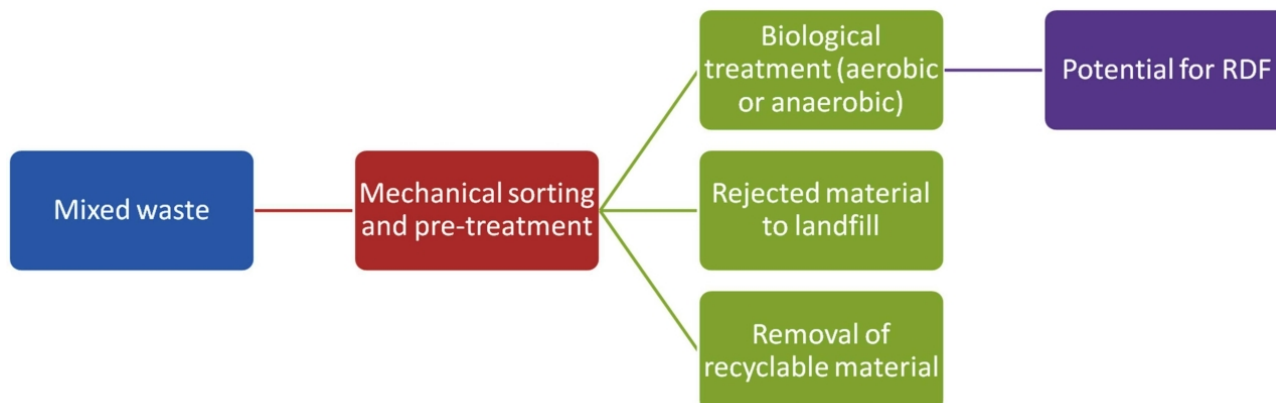 Mixed waste
Mechanical sorting
and pre-treatment
Biological
treatment (aerobic
or anaerobic)
Potential for RDF
Rejected material
to landfill
Removal of
recyclable material